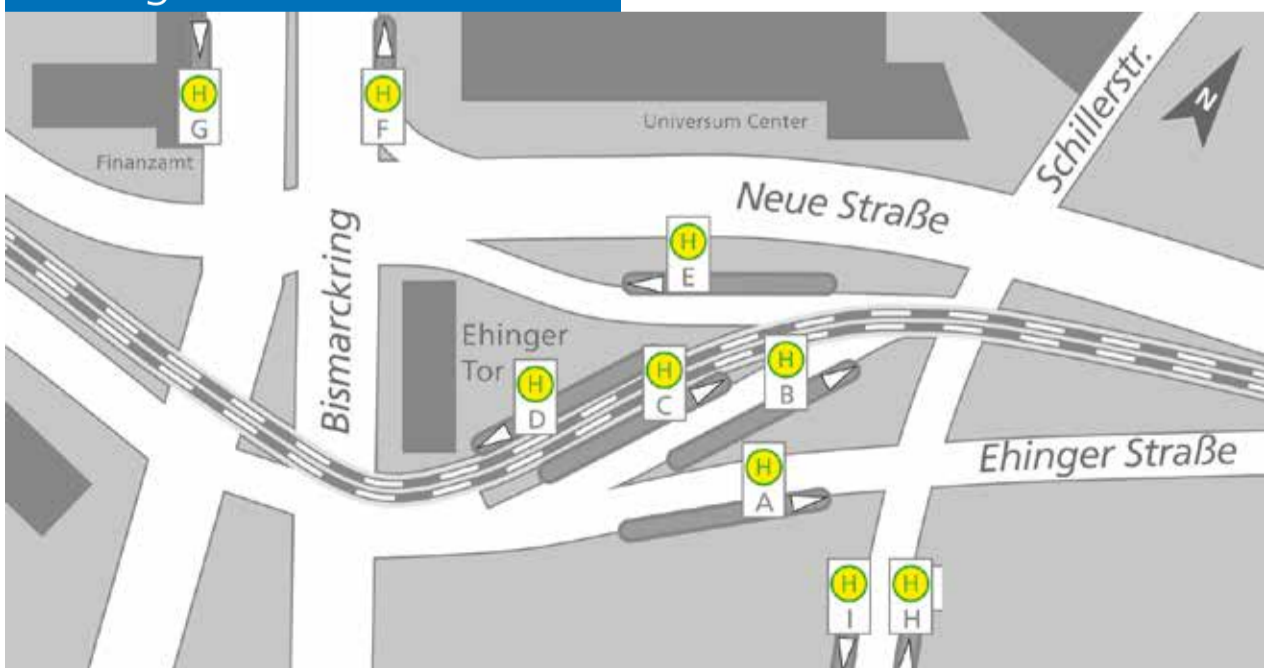 H
G
H
F
Finanzamt
Universum Center
Schillerstr.
N
Neue Straße
Bismarckring
H
E
Ehinger
Tor
H
D
H
C
H
B
H
A
Ehinger Straße
H
I
H
H